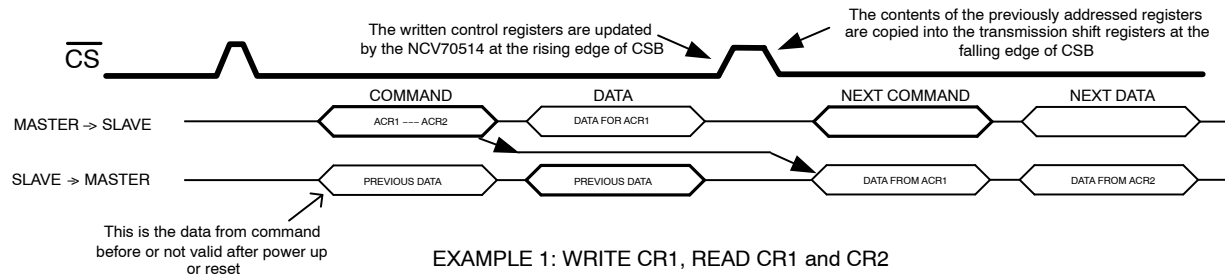 The written control registers are updated
by the NCV70514 at the rising edge of CSB
The contents of the previously addressed registers
are copied into the transmission shift registers at the
falling edge of CSB
CS
COMMAND
DATA
NEXT COMMAND
NEXT DATA
MASTER −> SLAVE
ACR1 −−− ACR2
DATA FOR ACR1
SLAVE −> MASTER
PREVIOUS DATA
PREVIOUS DATA
DATA FROM ACR1
DATA FROM ACR2
This is the data from command
before or not valid after power up
or reset
EXAMPLE 1: WRITE CR1, READ CR1 and CR2